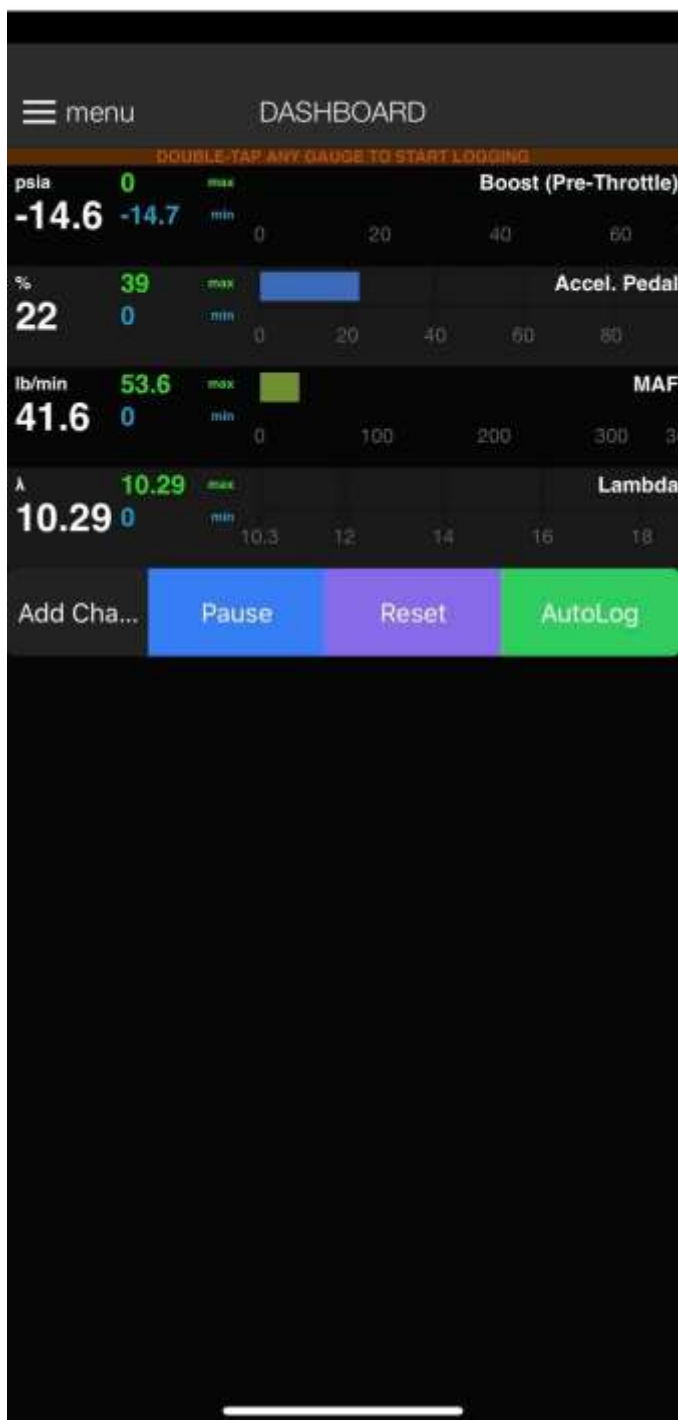 menu DASHBOARD
DOUBLE-TAP ANY GAUGE TO START LOGGING
psia 0 max Boost (Pre-Throttle)
-14.6 -14.7 min
0 20 40 60
% 39 max Accel. Pedal
22 0 min
0 20 40 60 80
lb/min 53.6 max MAF
41.6 0 min
0 100 200 300 3
λ 10.29 max Lambda
10.29 0 min
10.3 12 14 16 18
Add Cha... Pause Reset AutoLog